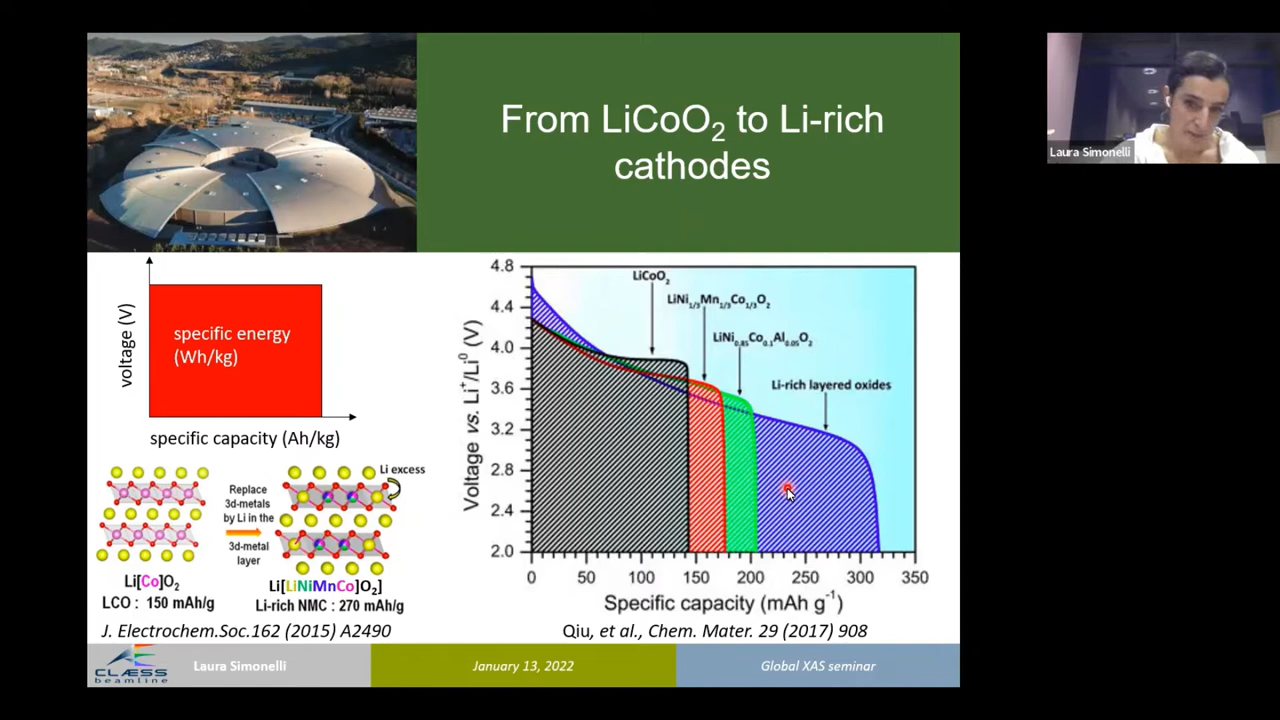 From LiCoO₂ to Li-rich
cathodes
Laura Simonelli
voltage (V)
specific energy
(Wh/kg)
specific capacity (Ah/kg)
Li excess
Replace
3d-metals
by Li in the
3d-metal
layer
Li[Co]O₂
LCO : 150 mAh/g
Li[LiNiMnCo]O₂]
Li-rich NMC : 270 mAh/g
J. Electrochem.Soc.162 (2015) A2490
Voltage vs. Li⁺/Li⁰ (V)
4.8
4.4
4.0
3.6
3.2
2.8
2.4
2.0
LiCoO₂
LiNi₁/₃Mn₁/₃Co₁/₃O₂
LiNi₀.₈₅Co₀.₁Al₀.₀₅O₂
Li-rich layered oxides
0 50 100 150 200 250 300 350
Specific capacity (mAh g⁻¹)
Qiu, et al., Chem. Mater. 29 (2017) 908
CLÆSS
beamline
Laura Simonelli
January 13, 2022
Global XAS seminar